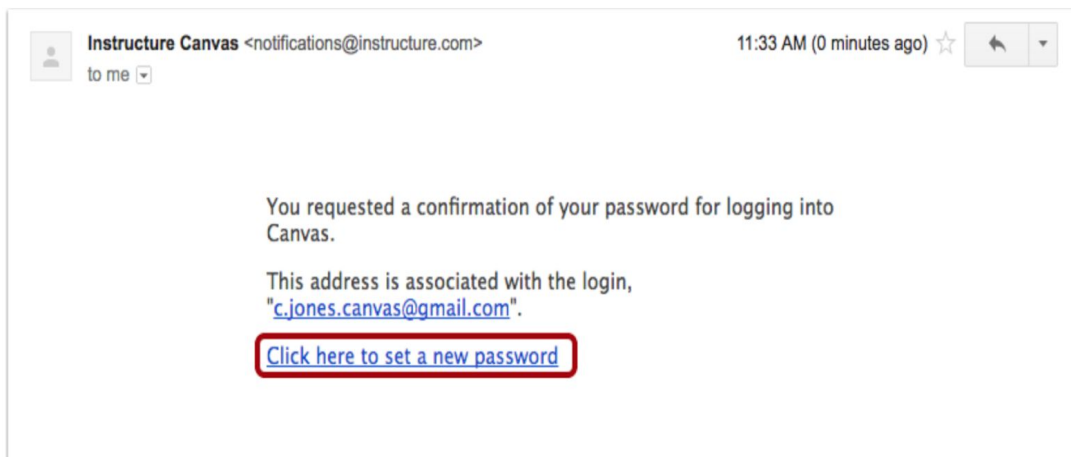 Instructure Canvas <notifications@instructure.com>
11:33 AM (0 minutes ago)
to me
You requested a confirmation of your password for logging into
Canvas.
This address is associated with the login,
"c.jones.canvas@gmail.com".
Click here to set a new password